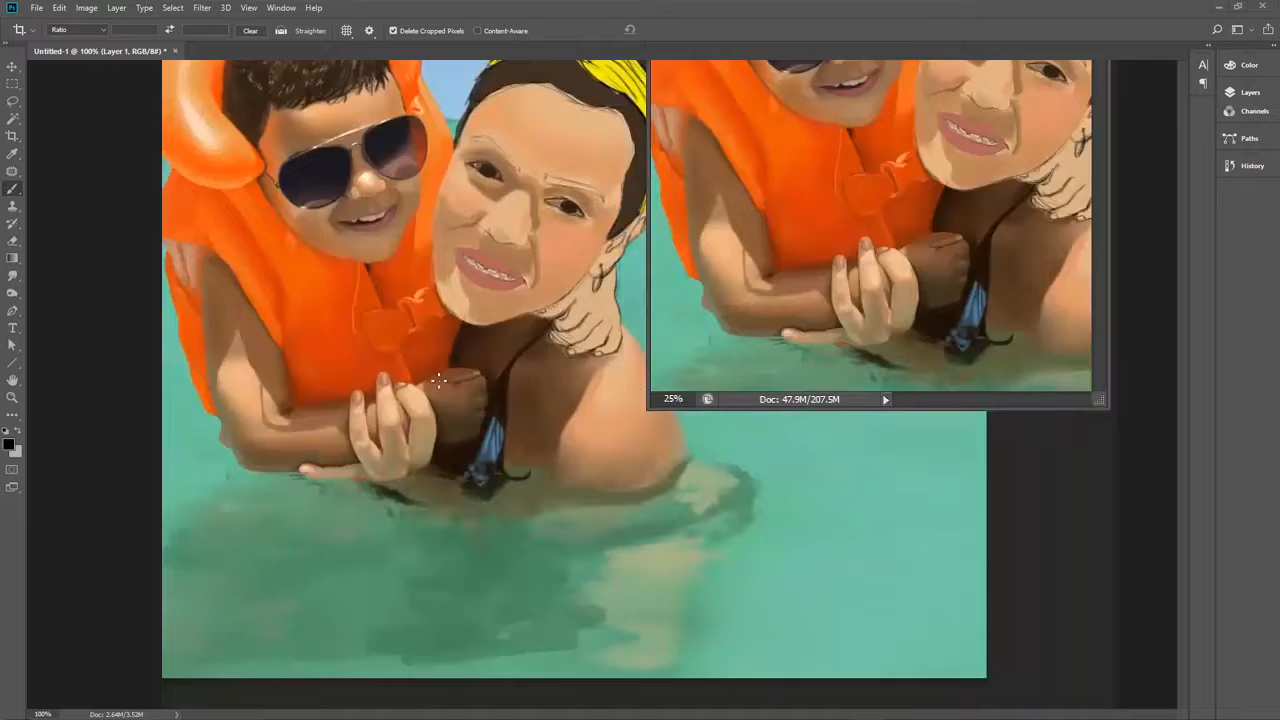 Ps File Edit Image Layer Type Select Filter 3D View Window Help
Ratio Clear Straighten Delete Cropped Pixels Content-Aware
Untitled-1 @ 100% (Layer 1, RGB/8#) * ×
Color
Layers
Channels
Paths
History
25% Doc: 47.9M/207.5M
100% Doc: 2.64M/3.52M